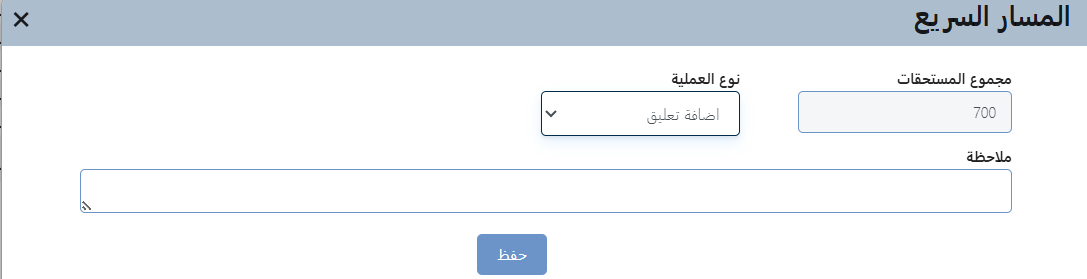 المسار السريع
مجموع المستحقات
نوع العملية
700
اضافة تعليق
ملاحظة
حفظ